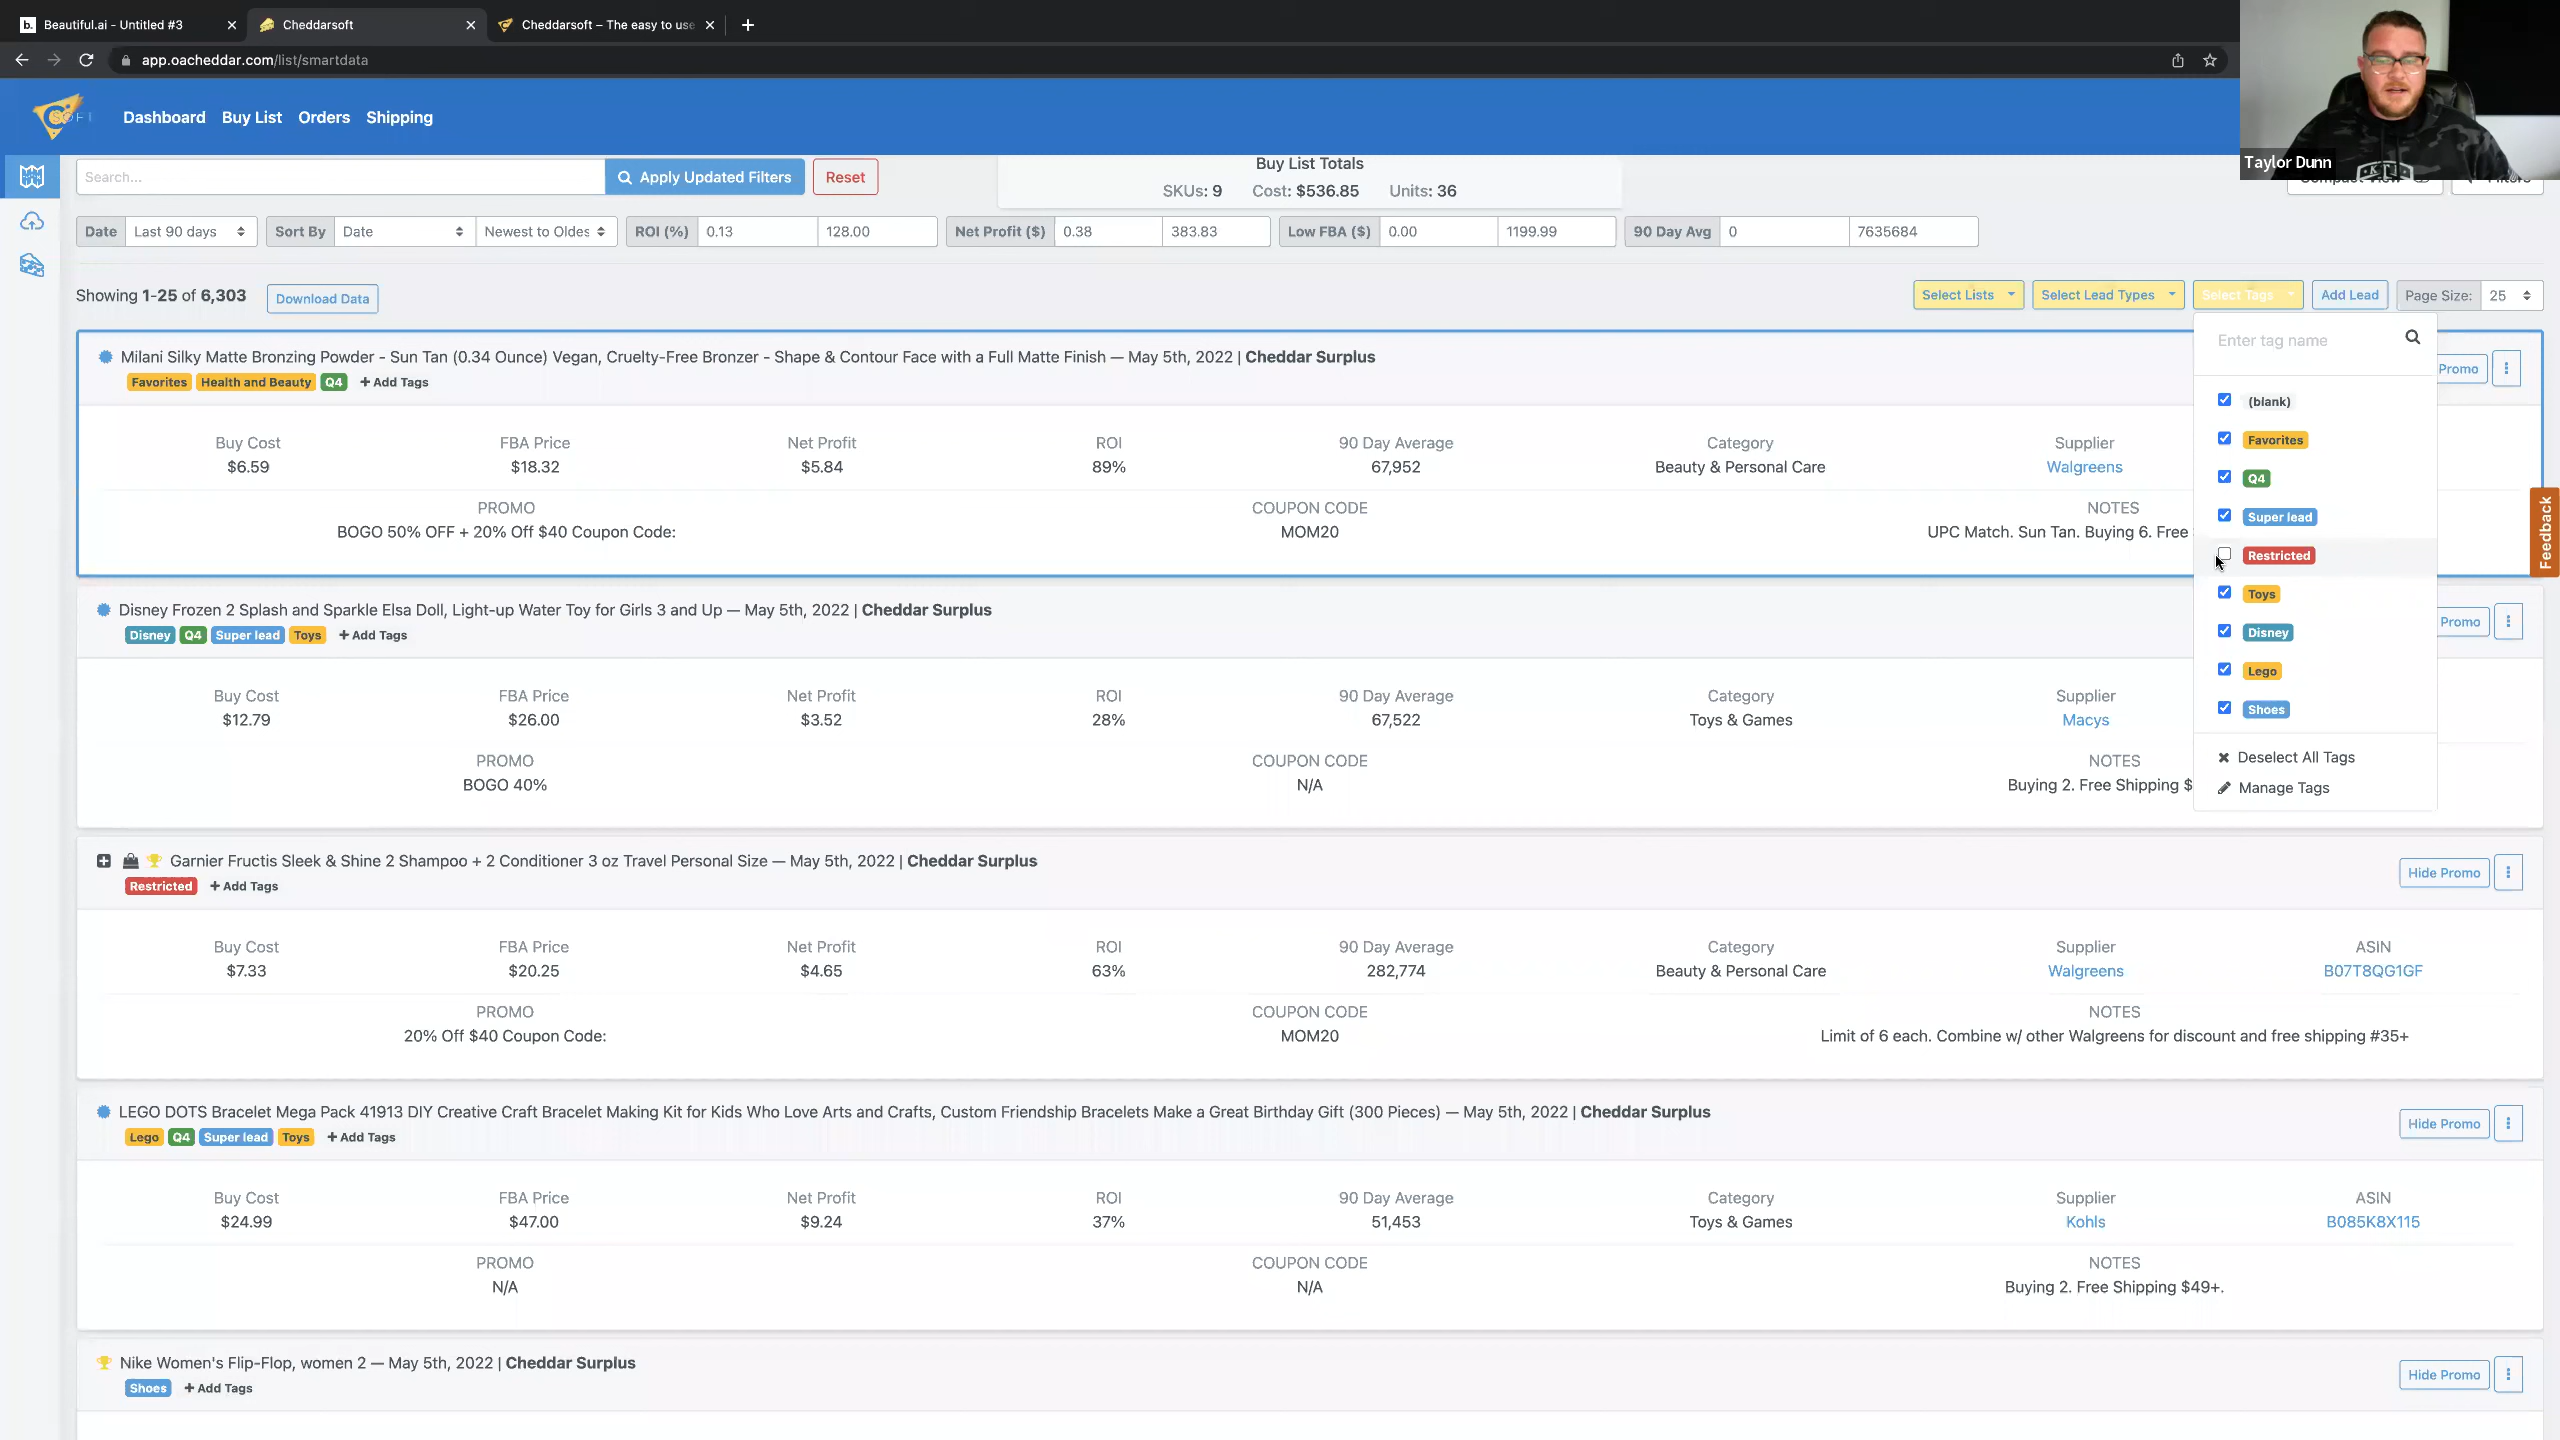 Beautiful.ai - Untitled #3
Cheddarsoft
Cheddarsoft – The easy to use
app.oacheddar.com/list/smartdata
Taylor Dunn
Dashboard
Buy List
Orders
Shipping
Search...
Apply Updated Filters
Reset
Buy List Totals
SKUs: 9 Cost: $536.85 Units: 36
Date Last 90 days
Sort By Date Newest to Oldes
ROI (%) 0.13 128.00
Net Profit ($) 0.38 383.83
Low FBA ($) 0.00 1199.99
90 Day Avg 0 7635684
Showing 1-25 of 6,303
Download Data
Select Lists
Select Lead Types
Select Tags
Add Lead
Page Size: 25
Enter tag name
(blank)
Favorites
Q4
Super lead
Restricted
Toys
Disney
Lego
Shoes
Deselect All Tags
Manage Tags
Feedback
Milani Silky Matte Bronzing Powder - Sun Tan (0.34 Ounce) Vegan, Cruelty-Free Bronzer - Shape & Contour Face with a Full Matte Finish — May 5th, 2022 | Cheddar Surplus
Favorites Health and Beauty Q4 + Add Tags
Promo
Buy Cost FBA Price Net Profit ROI 90 Day Average Category Supplier
$6.59 $18.32 $5.84 89% 67,952 Beauty & Personal Care Walgreens
PROMO COUPON CODE NOTES
BOGO 50% OFF + 20% Off $40 Coupon Code: MOM20 UPC Match. Sun Tan. Buying 6. Free
Disney Frozen 2 Splash and Sparkle Elsa Doll, Light-up Water Toy for Girls 3 and Up — May 5th, 2022 | Cheddar Surplus
Disney Q4 Super lead Toys + Add Tags
Promo
Buy Cost FBA Price Net Profit ROI 90 Day Average Category Supplier
$12.79 $26.00 $3.52 28% 67,522 Toys & Games Macys
PROMO COUPON CODE NOTES
BOGO 40% N/A Buying 2. Free Shipping $
Garnier Fructis Sleek & Shine 2 Shampoo + 2 Conditioner 3 oz Travel Personal Size — May 5th, 2022 | Cheddar Surplus
Restricted + Add Tags
Hide Promo
Buy Cost FBA Price Net Profit ROI 90 Day Average Category Supplier ASIN
$7.33 $20.25 $4.65 63% 282,774 Beauty & Personal Care Walgreens B07T8QG1GF
PROMO COUPON CODE NOTES
20% Off $40 Coupon Code: MOM20 Limit of 6 each. Combine w/ other Walgreens for discount and free shipping #35+
LEGO DOTS Bracelet Mega Pack 41913 DIY Creative Craft Bracelet Making Kit for Kids Who Love Arts and Crafts, Custom Friendship Bracelets Make a Great Birthday Gift (300 Pieces) — May 5th, 2022 | Cheddar Surplus
Lego Q4 Super lead Toys + Add Tags
Hide Promo
Buy Cost FBA Price Net Profit ROI 90 Day Average Category Supplier ASIN
$24.99 $47.00 $9.24 37% 51,453 Toys & Games Kohls B085K8X115
PROMO COUPON CODE NOTES
N/A N/A Buying 2. Free Shipping $49+.
Nike Women's Flip-Flop, women 2 — May 5th, 2022 | Cheddar Surplus
Shoes + Add Tags
Hide Promo